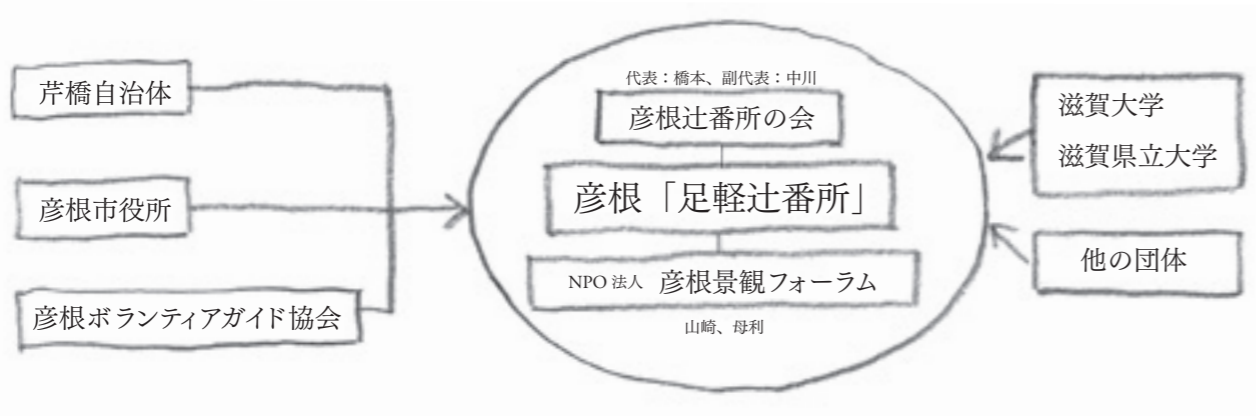 芹橋自治体
彦根市役所
彦根ボランティアガイド協会
代表：橋本、副代表：中川
彦根辻番所の会
彦根「足軽辻番所」
NPO 法人 彦根景観フォーラム
山崎、母利
滋賀大学
滋賀県立大学
他の団体